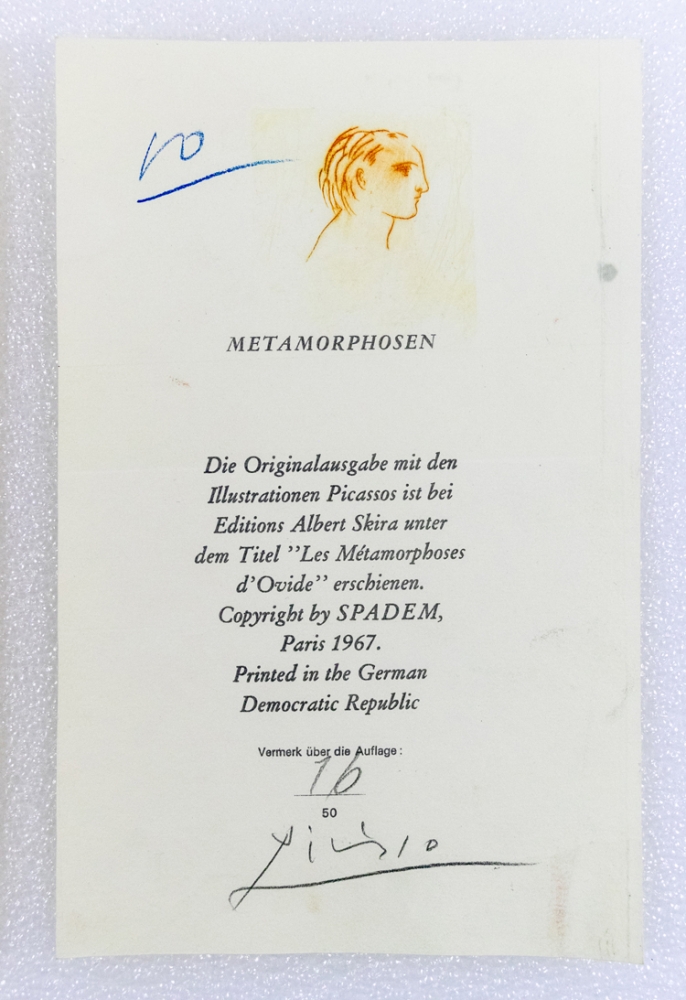 METAMORPHOSEN
Die Originalausgabe mit den
Illustrationen Picassos ist bei
Editions Albert Skira unter
dem Titel ”Les Métamorphoses
d’Ovide” erschienen.
Copyright by SPADEM,
Paris 1967.
Printed in the German
Democratic Republic
Vermerk über die Auflage:
16
50
Picasso